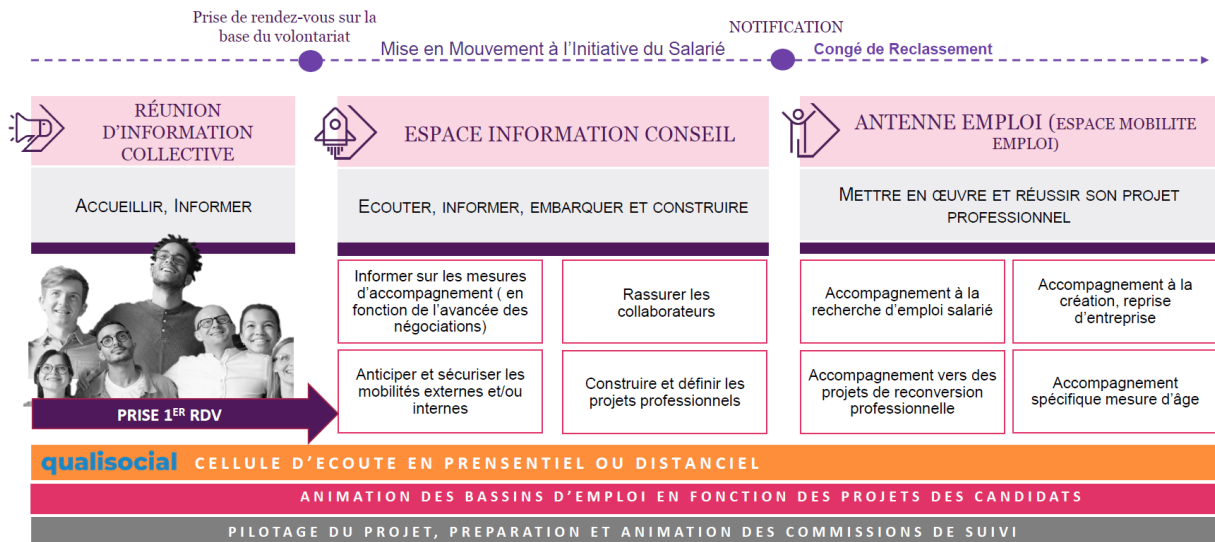 Prise de rendez-vous sur la
base du volontariat
Mise en Mouvement à l'Initiative du Salarié
NOTIFICATION
Congé de Reclassement
RÉUNION
D'INFORMATION
COLLECTIVE
ACCUEILLIR, INFORMER
PRISE 1ER RDV
ESPACE INFORMATION CONSEIL
ECOUTER, INFORMER, EMBARQUER ET CONSTRUIRE
Informer sur les mesures
d'accompagnement ( en
fonction de l'avancée des
négociations)
Rassurer les
collaborateurs
Anticiper et sécuriser les
mobilités externes et/ou
internes
Construire et définir les
projets professionnels
ANTENNE EMPLOI (ESPACE MOBILITE
EMPLOI)
METTRE EN ŒUVRE ET RÉUSSIR SON PROJET
PROFESSIONNEL
Accompagnement à la
recherche d'emploi salarié
Accompagnement à la
création, reprise
d'entreprise
Accompagnement vers des
projets de reconversion
professionnelle
Accompagnement
spécifique mesure d'âge
qualisocial CELLULE D'ECOUTE EN PRENSENTIEL OU DISTANCIEL
ANIMATION DES BASSINS D'EMPLOI EN FONCTION DES PROJETS DES CANDIDATS
PILOTAGE DU PROJET, PREPARATION ET ANIMATION DES COMMISSIONS DE SUIVI